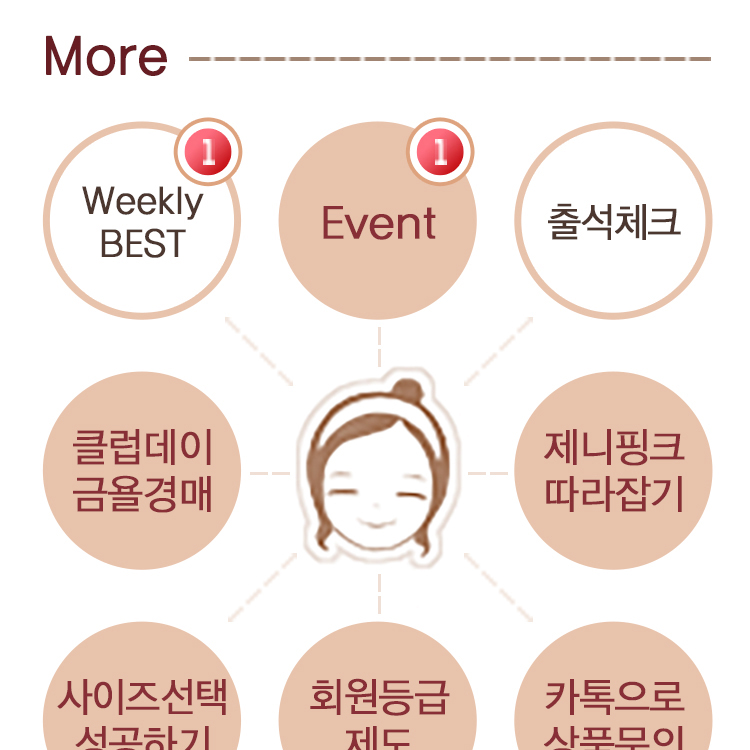 More
1
Weekly
BEST
1
Event
출석체크
클럽데이
금욜경매
제니핑크
따라잡기
사이즈선택
성공하기
회원등급
제도
카톡으로
상품문의